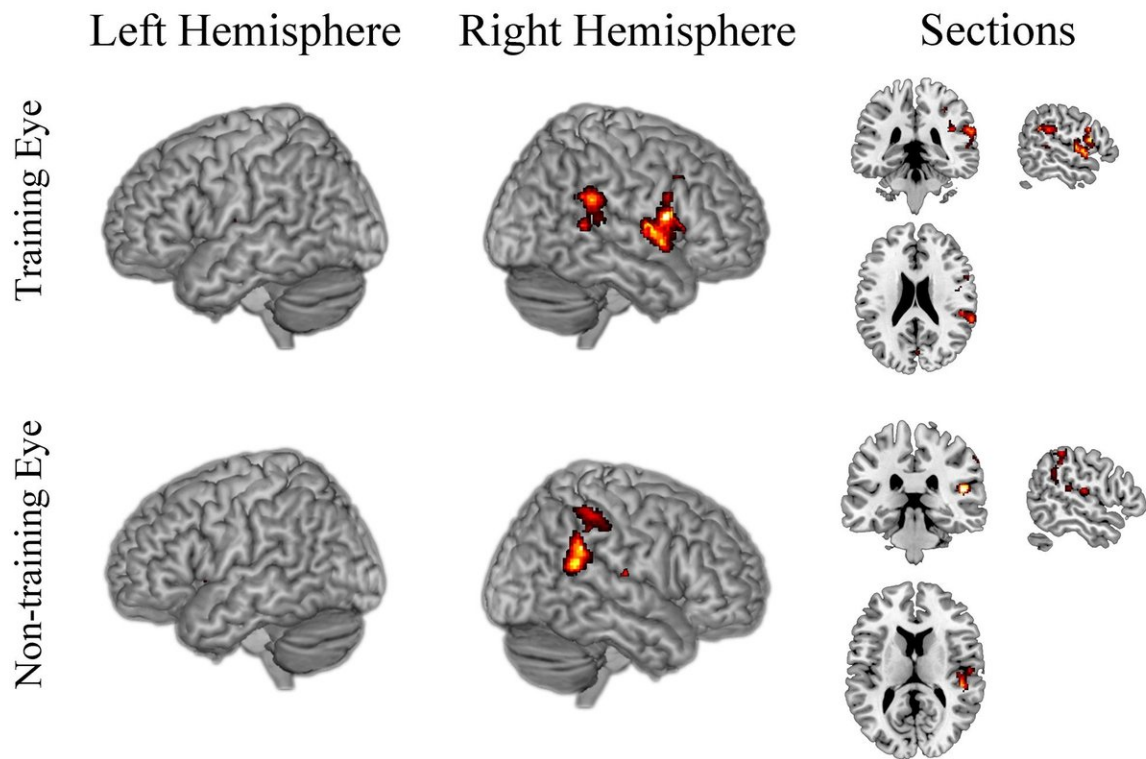 Left Hemisphere
Right Hemisphere
Sections
Training Eye
Non-training Eye